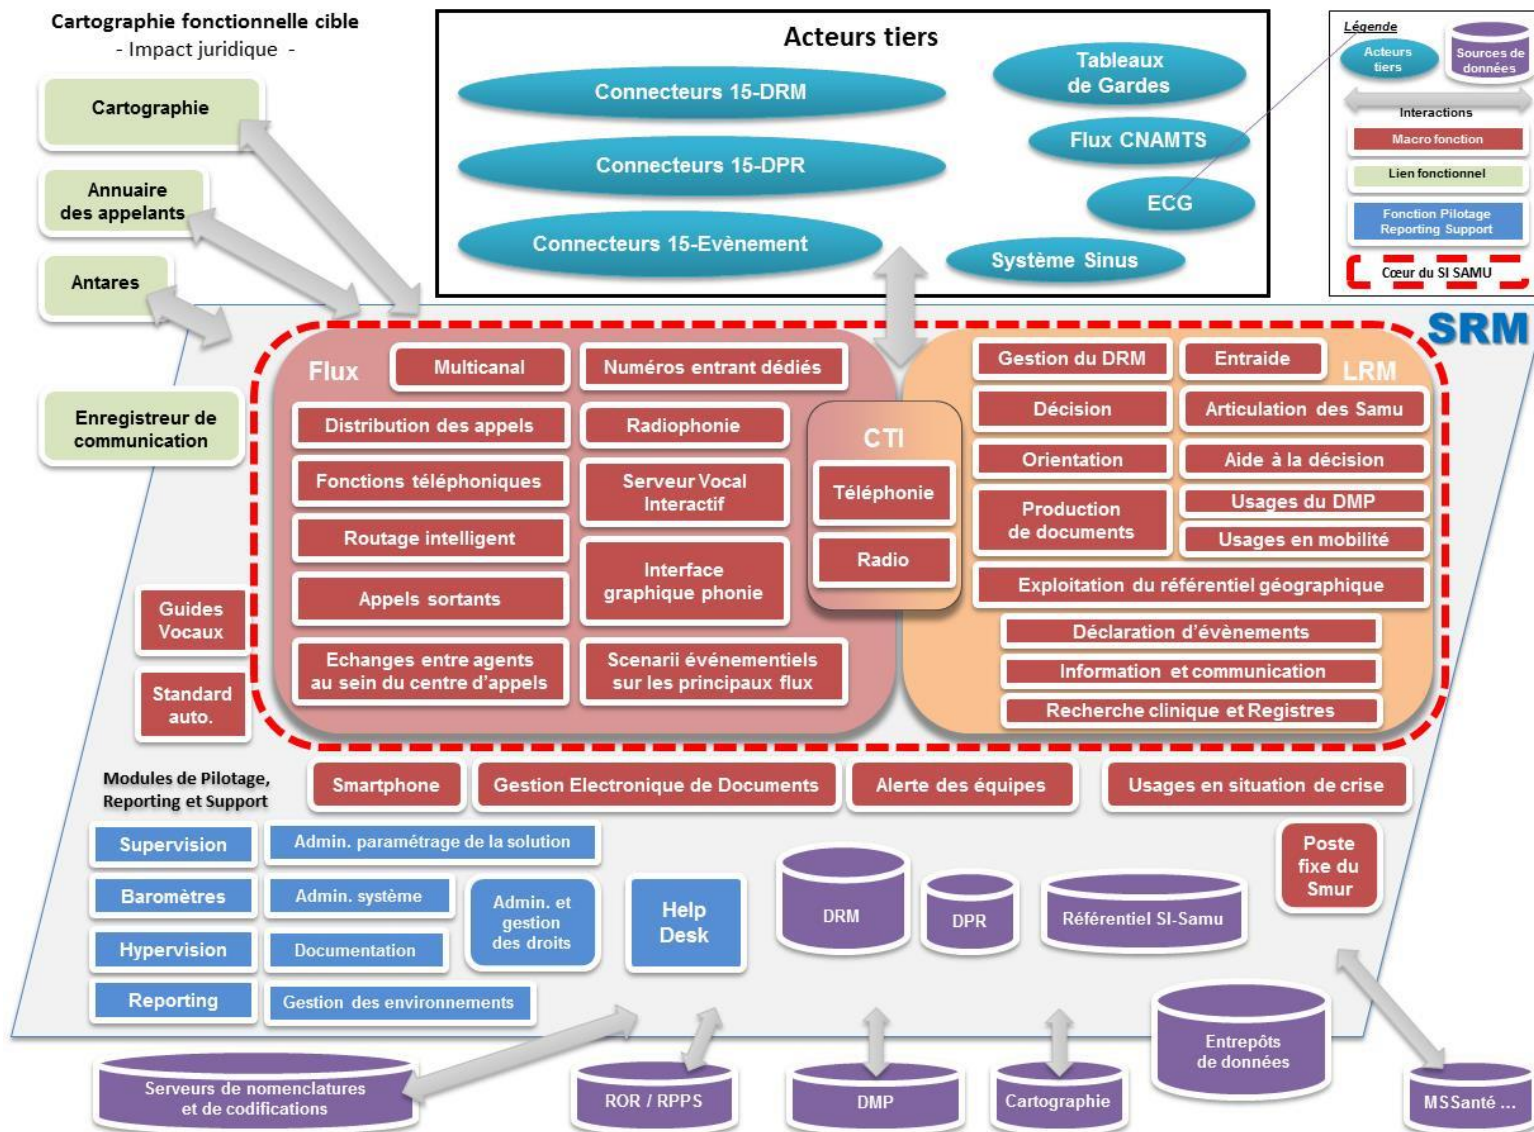 Cartographie fonctionnelle cible
- Impact juridique -
Cartographie
Annuaire
des appelants
Antares
Enregistreur de
communication
Acteurs tiers
Connecteurs 15-DRM
Connecteurs 15-DPR
Connecteurs 15-Evènement
Tableaux
de Gardes
Flux CNAMTS
ECG
Système Sinus
Légende
Acteurs
tiers
Sources de
données
Interactions
Macro fonction
Lien fonctionnel
Fonction Pilotage
Reporting Support
Cœur du SI SAMU
SRM
Flux
Multicanal
Numéros entrant dédiés
Distribution des appels
Radiophonie
Fonctions téléphoniques
Serveur Vocal
Interactif
Routage intelligent
Interface
graphique phonie
Appels sortants
Echanges entre agents
au sein du centre d'appels
Scenarii événementiels
sur les principaux flux
CTI
Téléphonie
Radio
LRM
Gestion du DRM
Entraide
Décision
Articulation des Samu
Orientation
Aide à la décision
Production
de documents
Usages du DMP
Usages en mobilité
Exploitation du référentiel géographique
Déclaration d'évènements
Information et communication
Recherche clinique et Registres
Guides
Vocaux
Standard
auto.
Modules de Pilotage,
Reporting et Support
Smartphone
Gestion Electronique de Documents
Alerte des équipes
Usages en situation de crise
Supervision
Admin. paramétrage de la solution
Baromètres
Admin. système
Hypervision
Documentation
Reporting
Gestion des environnements
Admin. et
gestion
des droits
Help
Desk
DRM
DPR
Référentiel SI-Samu
Poste
fixe du
Smur
Entrepôts
de données
Serveurs de nomenclatures
et de codifications
ROR / RPPS
DMP
Cartographie
MSSanté ...